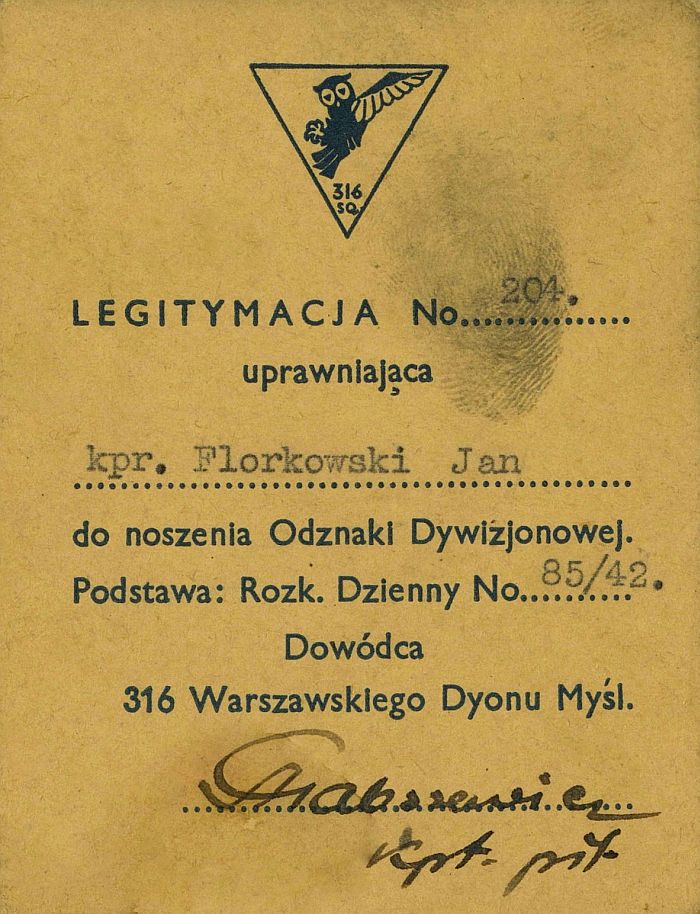 316
SQ.
LEGITYMACJA No. 204.
uprawniająca
kpr. Florkowski Jan
do noszenia Odznaki Dywizjonowej.
Podstawa: Rozk. Dzienny No. 85/42.
Dowódca
316 Warszawskiego Dyonu Myśl.
Gabszewicz
kpt. pil.